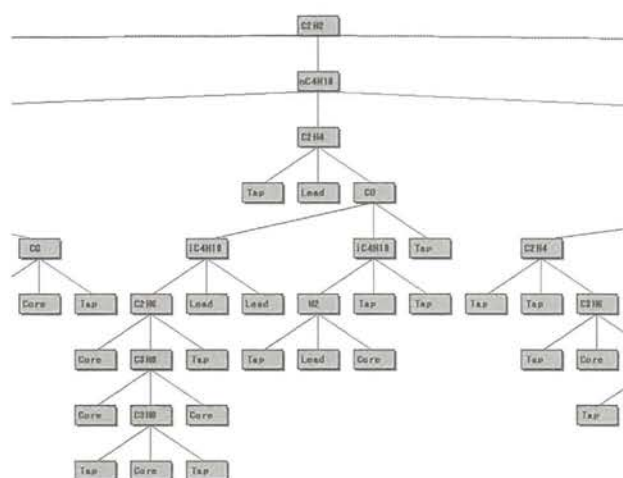 C2H2
nC4H10
C2H4
Tap Lead CO
CO iC4H10 iC4H10 Tap C2H4
Core Tap C2H6 Lead Lead H2 Tap Tap Tap Tap C3H6
Core C3H8 Tap Tap Lead Core Tap Core
Core C3H8 Core Tap
Tap Core Tap